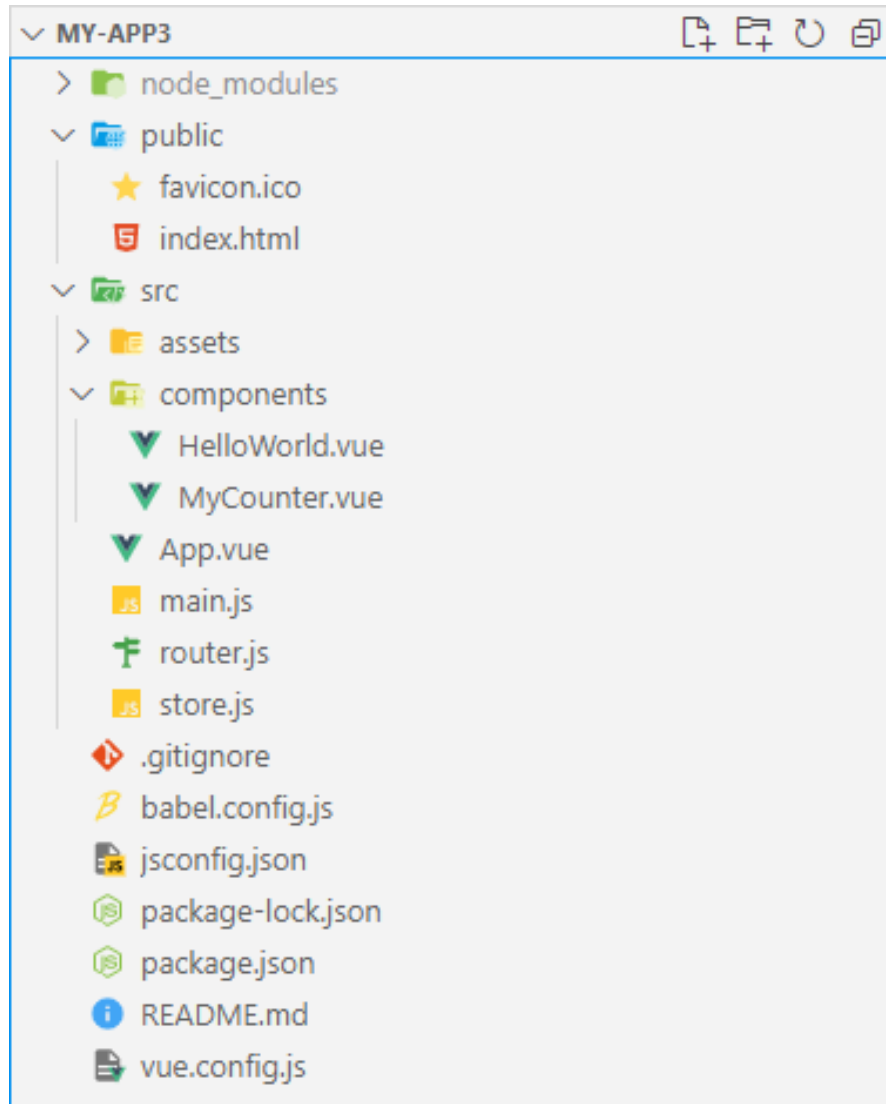 MY-APP3
node_modules
public
favicon.ico
index.html
src
assets
components
HelloWorld.vue
MyCounter.vue
App.vue
main.js
router.js
store.js
.gitignore
babel.config.js
jsconfig.json
package-lock.json
package.json
README.md
vue.config.js